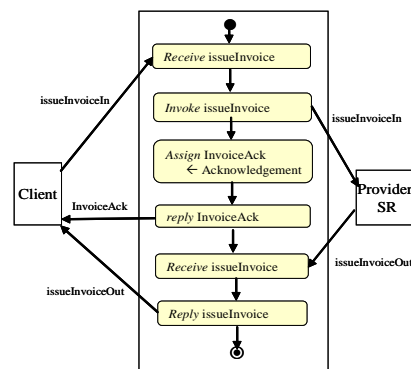 Receive issueInvoice
issueInvoiceIn
Invoke issueInvoice
issueInvoiceIn
Assign InvoiceAck
← Acknowledgement
Client
Provider
SR
InvoiceAck
reply InvoiceAck
Receive issueInvoice
issueInvoiceOut
issueInvoiceOut
Reply issueInvoice